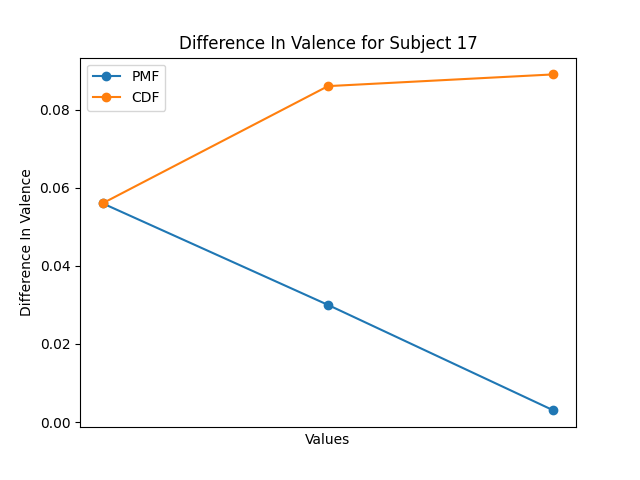 Difference In Valence for Subject 17
PMF
CDF
0.08
0.06
0.04
0.02
0.00
Difference In Valence
Values